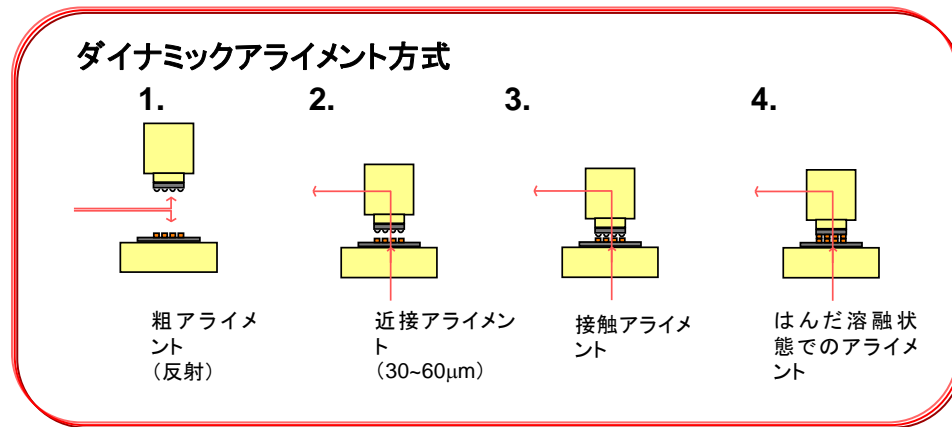 ダイナミックアライメント方式
1.
2.
3.
4.
粗アライメ
ント
（反射）
近接アライメン
ト
（30~60μm）
接触アライメ
ント
はんだ溶融状
態でのアライメ
ント